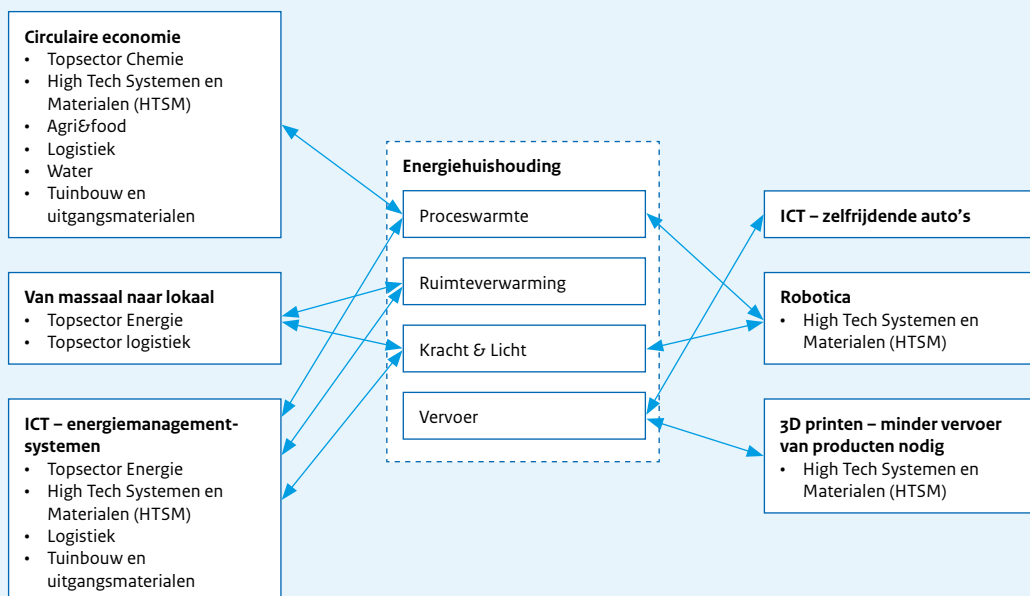 Circulaire economie
• Topsector Chemie
• High Tech Systemen en
Materialen (HTSM)
• Agri&food
• Logistiek
• Water
• Tuinbouw en
uitgangsmaterialen
Van massaal naar lokaal
• Topsector Energie
• Topsector logistiek
ICT – energiemanagement-
systemen
• Topsector Energie
• High Tech Systemen en
Materialen (HTSM)
• Logistiek
• Tuinbouw en
uitgangsmaterialen
Energiehuishouding
Proceswarmte
Ruimteverwarming
Kracht & Licht
Vervoer
ICT – zelfrijdende auto’s
Robotica
• High Tech Systemen en
Materialen (HTSM)
3D printen – minder vervoer
van producten nodig
• High Tech Systemen en
Materialen (HTSM)